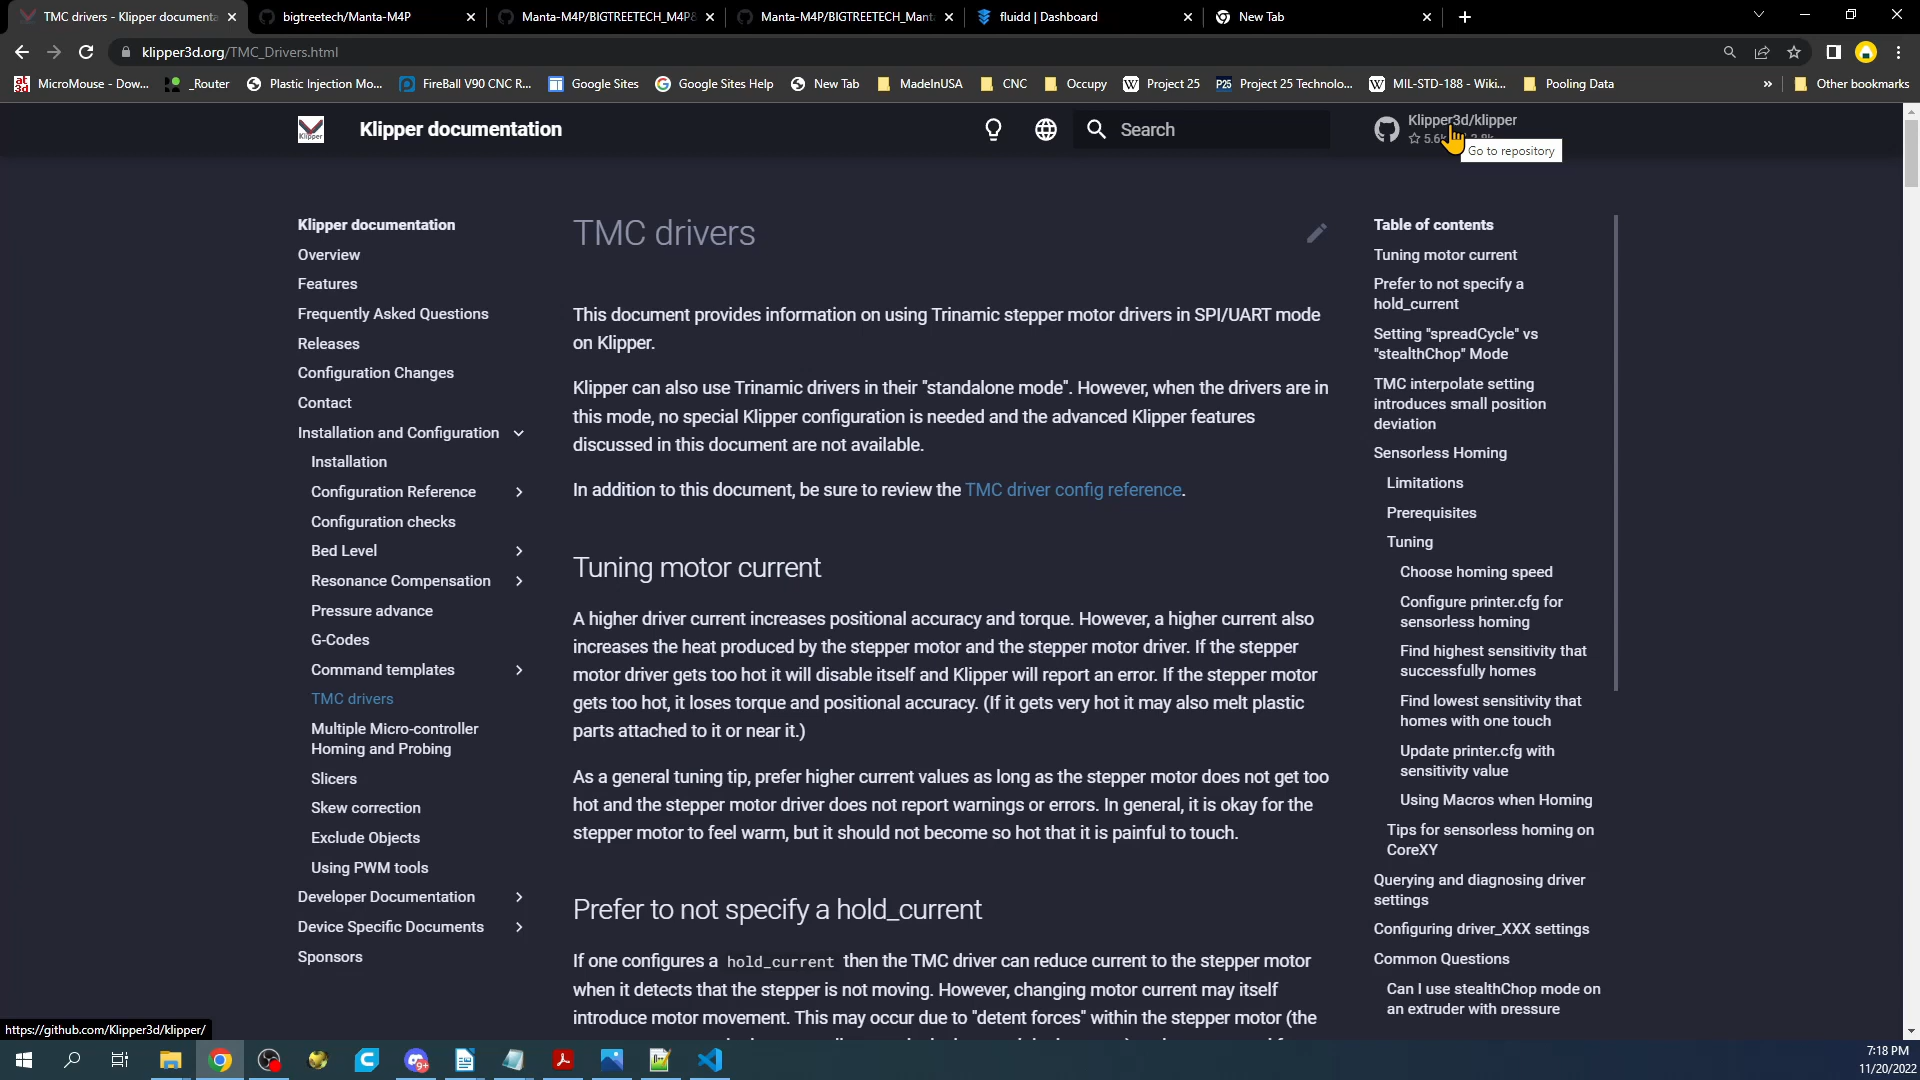 TMC drivers - Klipper documenta
bigtreetech/Manta-M4P
Manta-M4P/BIGTREETECH_M4P&
Manta-M4P/BIGTREETECH_Mant
fluidd | Dashboard
New Tab
klipper3d.org/TMC_Drivers.html
MicroMouse - Dow...
_Router
Plastic Injection Mo...
FireBall V90 CNC R...
Google Sites
Google Sites Help
New Tab
MadeInUSA
CNC
Occupy
Project 25
Project 25 Technolo...
MIL-STD-188 - Wiki...
Pooling Data
»
Other bookmarks
Klipper
Klipper documentation
Search
Klipper3d/klipper
Go to repository
Klipper documentation
Overview
Features
Frequently Asked Questions
Releases
Configuration Changes
Contact
Installation and Configuration
Installation
Configuration Reference
Configuration checks
Bed Level
Resonance Compensation
Pressure advance
G-Codes
Command templates
TMC drivers
Multiple Micro-controller
Homing and Probing
Slicers
Skew correction
Exclude Objects
Using PWM tools
Developer Documentation
Device Specific Documents
Sponsors
TMC drivers
This document provides information on using Trinamic stepper motor drivers in SPI/UART mode
on Klipper.
Klipper can also use Trinamic drivers in their "standalone mode". However, when the drivers are in
this mode, no special Klipper configuration is needed and the advanced Klipper features
discussed in this document are not available.
In addition to this document, be sure to review the TMC driver config reference.
Tuning motor current
A higher driver current increases positional accuracy and torque. However, a higher current also
increases the heat produced by the stepper motor and the stepper motor driver. If the stepper
motor driver gets too hot it will disable itself and Klipper will report an error. If the stepper motor
gets too hot, it loses torque and positional accuracy. (If it gets very hot it may also melt plastic
parts attached to it or near it.)
As a general tuning tip, prefer higher current values as long as the stepper motor does not get too
hot and the stepper motor driver does not report warnings or errors. In general, it is okay for the
stepper motor to feel warm, but it should not become so hot that it is painful to touch.
Prefer to not specify a hold_current
If one configures a hold_current then the TMC driver can reduce current to the stepper motor
when it detects that the stepper is not moving. However, changing motor current may itself
introduce motor movement. This may occur due to "detent forces" within the stepper motor (the
Table of contents
Tuning motor current
Prefer to not specify a
hold_current
Setting "spreadCycle" vs
"stealthChop" Mode
TMC interpolate setting
introduces small position
deviation
Sensorless Homing
Limitations
Prerequisites
Tuning
Choose homing speed
Configure printer.cfg for
sensorless homing
Find highest sensitivity that
successfully homes
Find lowest sensitivity that
homes with one touch
Update printer.cfg with
sensitivity value
Using Macros when Homing
Tips for sensorless homing on
CoreXY
Querying and diagnosing driver
settings
Configuring driver_XXX settings
Common Questions
Can I use stealthChop mode on
an extruder with pressure
https://github.com/Klipper3d/klipper/
7:18 PM
11/20/2022